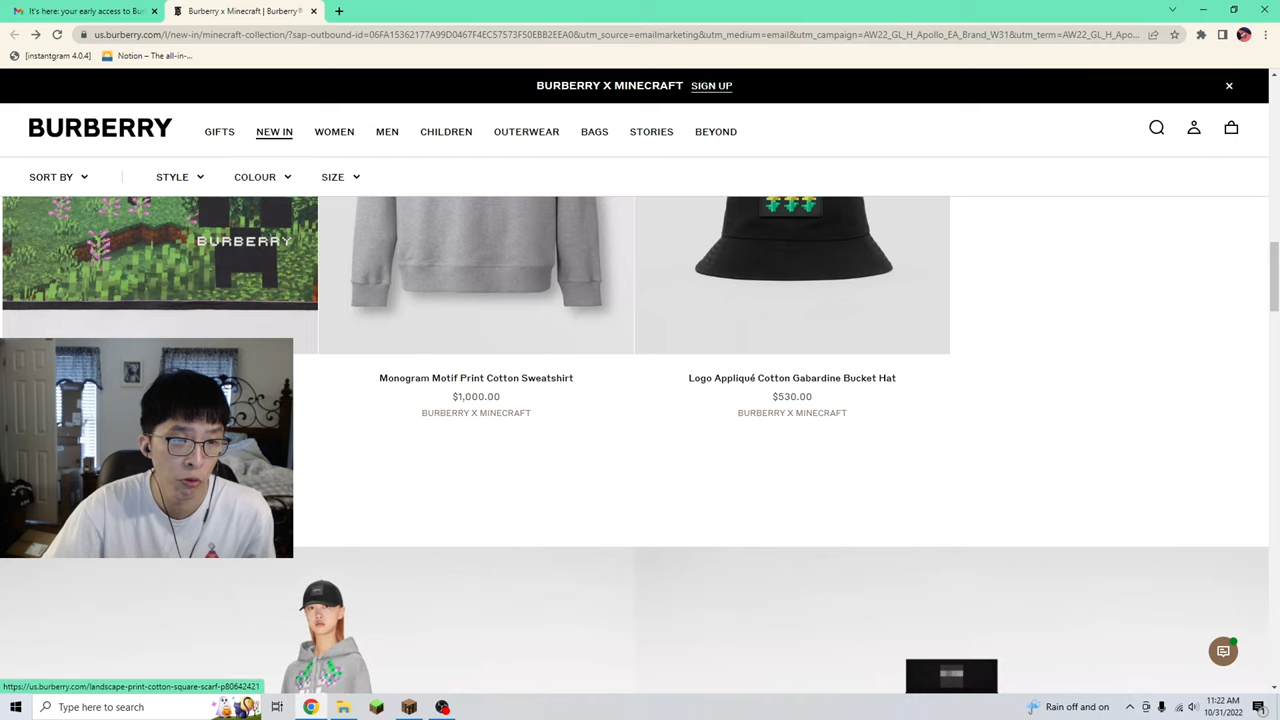 It's here: your early access to Bur
Burberry x Minecraft | Burberry®
us.burberry.com/l/new-in/minecraft-collection/?sap-outbound-id=06FA15362177A99D0467F4EC57573F50EBB2EEA0&utm_source=emailmarketing&utm_medium=email&utm_campaign=AW22_GL_H_Apollo_EA_Brand_W31&utm_term=AW22_GL_H_Apo...
[instantgram 4.0.4]
Notion – The all-in-...
BURBERRY X MINECRAFT SIGN UP
BURBERRY
GIFTS NEW IN WOMEN MEN CHILDREN OUTERWEAR BAGS STORIES BEYOND
SORT BY STYLE COLOUR SIZE
BURBERRY
Monogram Motif Print Cotton Sweatshirt
$1,000.00
BURBERRY X MINECRAFT
Logo Appliqué Cotton Gabardine Bucket Hat
$530.00
BURBERRY X MINECRAFT
https://us.burberry.com/landscape-print-cotton-square-scarf-p80642421
Type here to search
Rain off and on
11:22 AM
10/31/2022
1